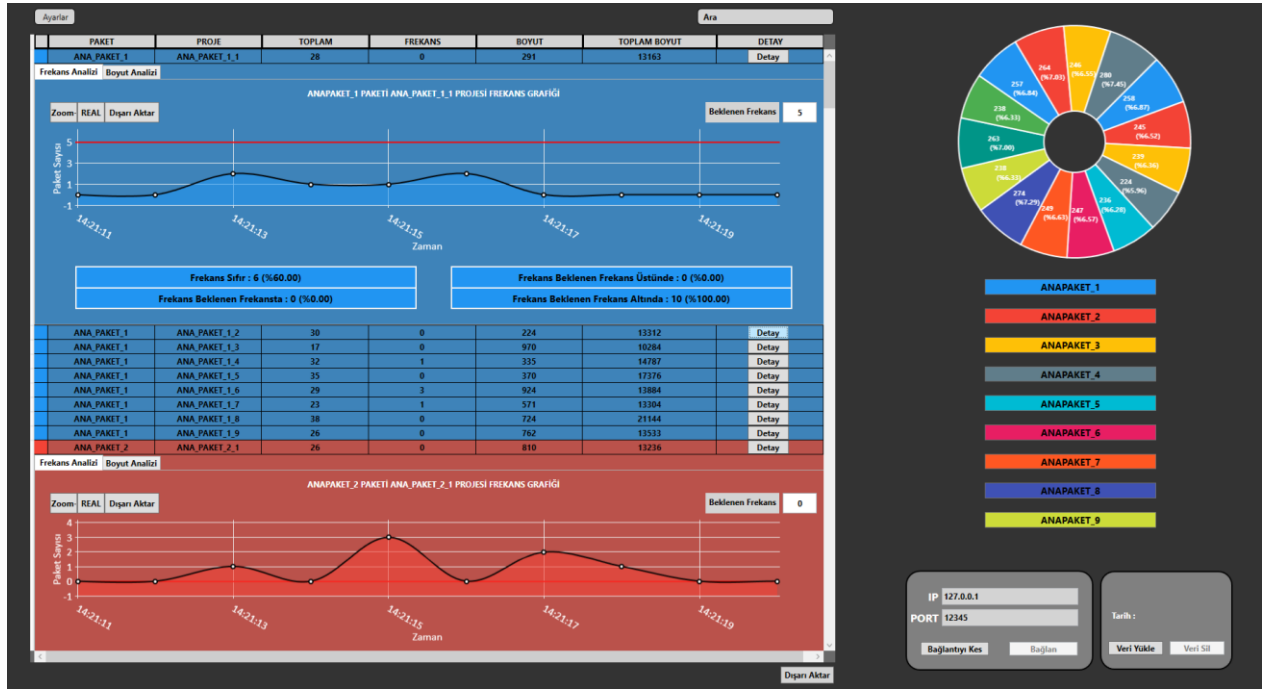 Ayarlar
Ara
PAKET PROJE TOPLAM FREKANS BOYUT TOPLAM BOYUT DETAY
ANA_PAKET_1 ANA_PAKET_1_1 28 0 291 13163 Detay
Frekans Analizi Boyut Analizi
ANAPAKET_1 PAKETİ ANA_PAKET_1_1 PROJESİ FREKANS GRAFİĞİ
Zoom- REAL Dışarı Aktar
Beklenen Frekans 5
Paket Sayısı
5
3
1
-1
14:21:11 14:21:13 14:21:15 14:21:17 14:21:19
Zaman
Frekans Sıfır : 6 (%60.00)
Frekans Beklenen Frekans Üstünde : 0 (%0.00)
Frekans Beklenen Frekansta : 0 (%0.00)
Frekans Beklenen Frekans Altında : 10 (%100.00)
ANA_PAKET_1 ANA_PAKET_1_2 30 0 224 13312 Detay
ANA_PAKET_1 ANA_PAKET_1_3 17 0 970 10284 Detay
ANA_PAKET_1 ANA_PAKET_1_4 32 1 335 14787 Detay
ANA_PAKET_1 ANA_PAKET_1_5 35 0 370 17376 Detay
ANA_PAKET_1 ANA_PAKET_1_6 29 3 924 13884 Detay
ANA_PAKET_1 ANA_PAKET_1_7 23 1 571 13304 Detay
ANA_PAKET_1 ANA_PAKET_1_8 38 0 724 21144 Detay
ANA_PAKET_1 ANA_PAKET_1_9 26 0 762 13533 Detay
ANA_PAKET_2 ANA_PAKET_2_1 26 0 810 13236 Detay
Frekans Analizi Boyut Analizi
ANAPAKET_2 PAKETİ ANA_PAKET_2_1 PROJESİ FREKANS GRAFİĞİ
Zoom- REAL Dışarı Aktar
Beklenen Frekans 0
Paket Sayısı
4
3
2
1
0
-1
14:21:11 14:21:13 14:21:15 14:21:17 14:21:19
Zaman
Dışarı Aktar
246
(%6.55)
280
(%7.45)
258
(%6.87)
245
(%6.52)
239
(%6.36)
224
(%5.96)
236
(%6.28)
247
(%6.57)
249
(%6.63)
274
(%7.29)
238
263
(%7.00)
238
(%6.33)
257
(%6.84)
264
(%7.03)
ANAPAKET_1
ANAPAKET_2
ANAPAKET_3
ANAPAKET_4
ANAPAKET_5
ANAPAKET_6
ANAPAKET_7
ANAPAKET_8
ANAPAKET_9
IP 127.0.0.1
PORT 12345
Bağlantıyı Kes Bağlan
Tarih :
Veri Yükle Veri Sil